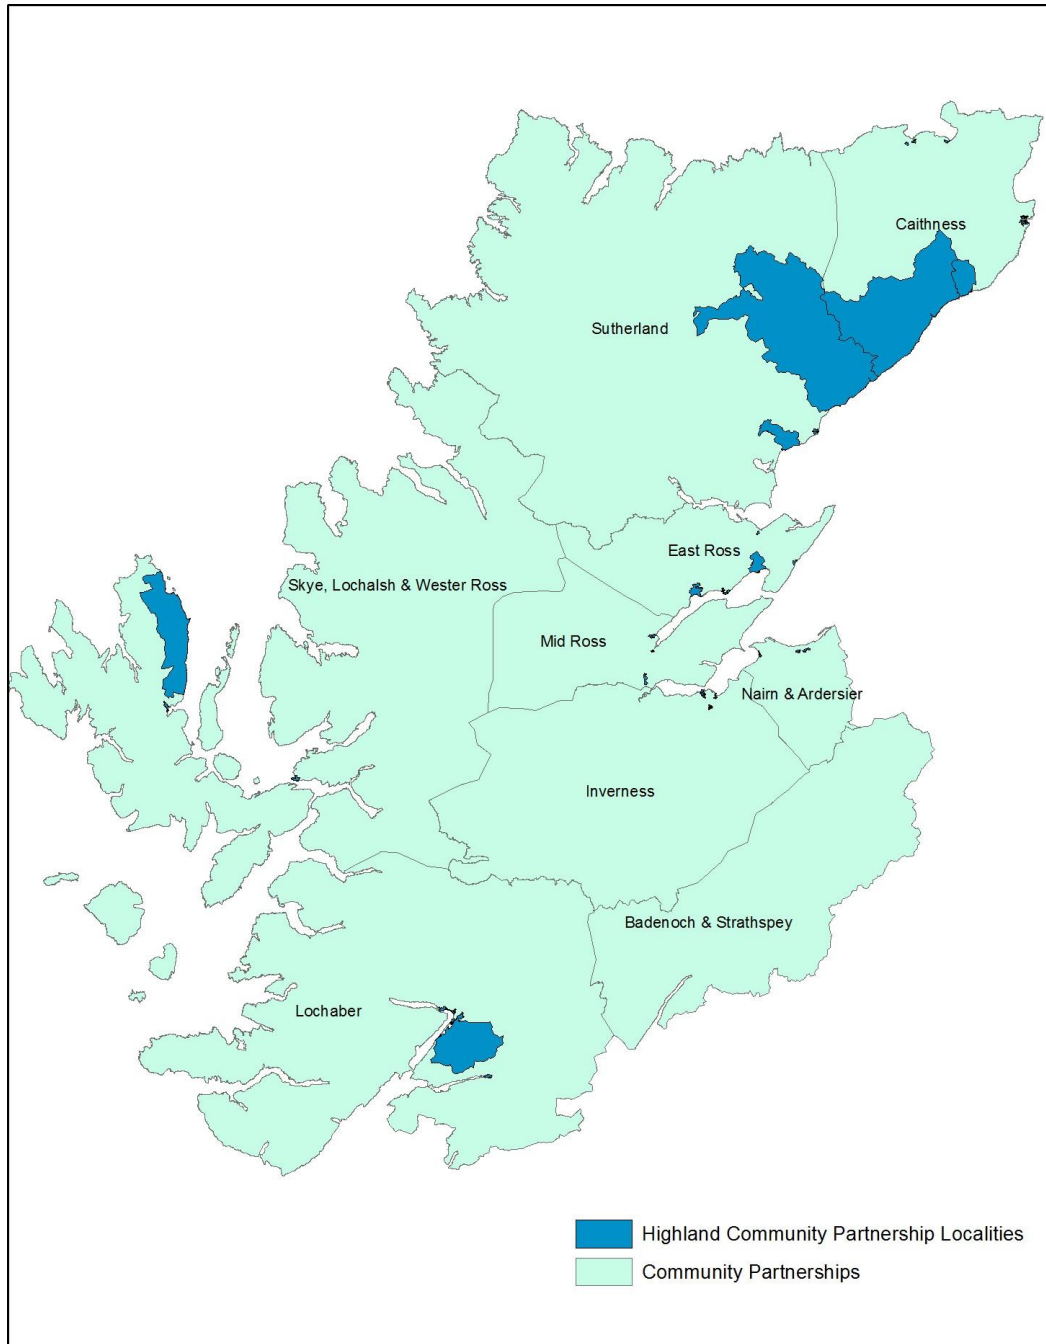 Caithness
Sutherland
East Ross
Skye, Lochalsh & Wester Ross
Mid Ross
Nairn & Ardersier
Inverness
Badenoch & Strathspey
Lochaber
Highland Community Partnership Localities
Community Partnerships